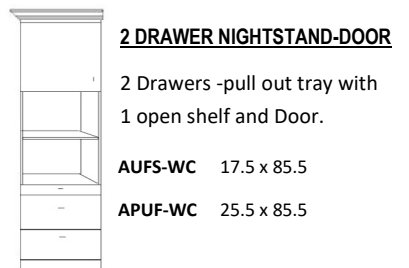 2 DRAWER NIGHTSTAND-DOOR
2 Drawers -pull out tray with
1 open shelf and Door.
AUFS-WC 17.5 x 85.5
APUF-WC 25.5 x 85.5